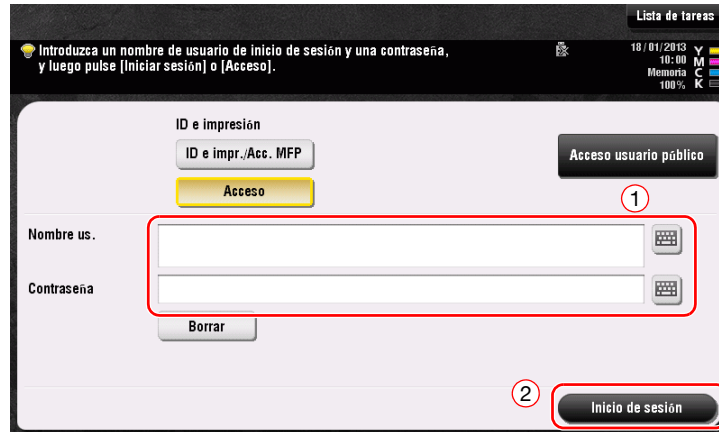 Lista de tareas
Introduzca un nombre de usuario de inicio de sesión y una contraseña,
y luego pulse [Iniciar sesión] o [Acceso].
18/01/2013
10:00
Memoria
100%
Y
M
C
K
ID e impresión
ID e impr./Acc. MFP
Acceso usuario público
Acceso
1
Nombre us.
Contraseña
Borrar
2
Inicio de sesión